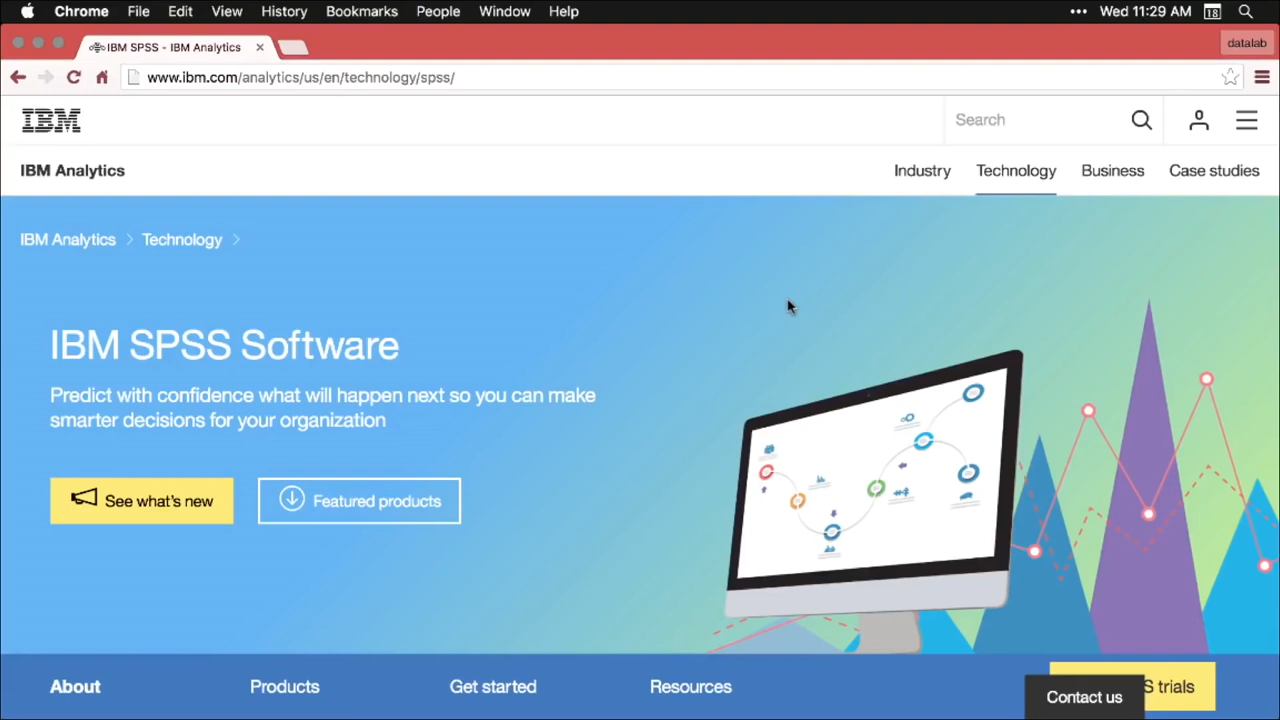 Chrome File Edit View History Bookmarks People Window Help ••• Wed 11:29 AM 18
IBM SPSS - IBM Analytics × datalab
www.ibm.com/analytics/us/en/technology/spss/
IBM Search
IBM Analytics Industry Technology Business Case studies
IBM Analytics > Technology >
IBM SPSS Software
Predict with confidence what will happen next so you can make
smarter decisions for your organization
See what's new Featured products
About Products Get started Resources S trials
Contact us